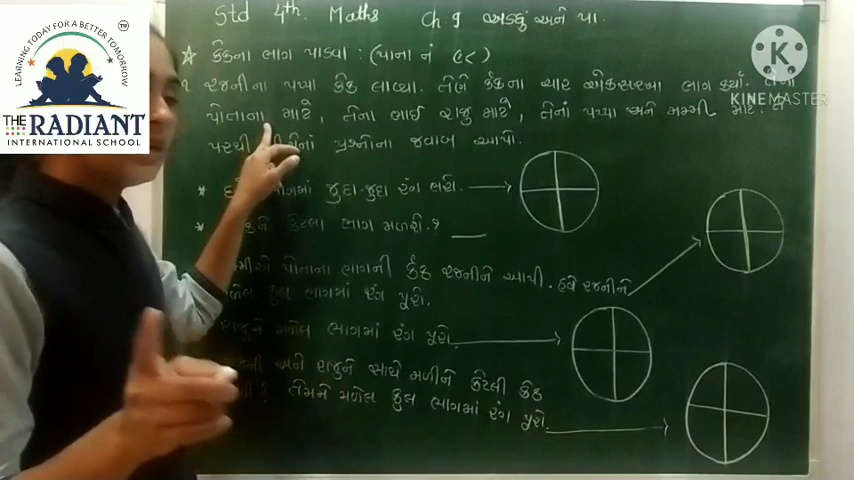 Std 4th. Maths Ch 9 અડધું અને પા.
LEARNING TODAY FOR A BETTER TOMORROW
THE RADIANT
INTERNATIONAL SCHOOL
KINEMASTER
★ કેકના ભાગ પાડવા : (પાના નં ૯૮)
૧ રજનીના પપ્પા કેક લાવ્યા. તેણે કેકના ચાર એકસરખા ભાગ કર્યા.
પોતાના માટે, તેના ભાઈ રાજુ માટે, તેનાં પપ્પા અને મમ્મી માટે. તે
પરથી પ્રશ્નોના જવાબ આપો.
* ભાગમાં જુદા-જુદા રંગ ભરો.
* કેટલા ભાગ મળશે.?
પોતાના ભાગની કેક રજનીને આપી. હવે રજનીને
કુલ ભાગમાં રંગ પૂરો.
રાજુને મળેલ ભાગમાં રંગ પૂરો
અને રાજુને સાથે મળીને કેટલી કેક
? તેમને મળેલ કુલ ભાગમાં રંગ પૂરો